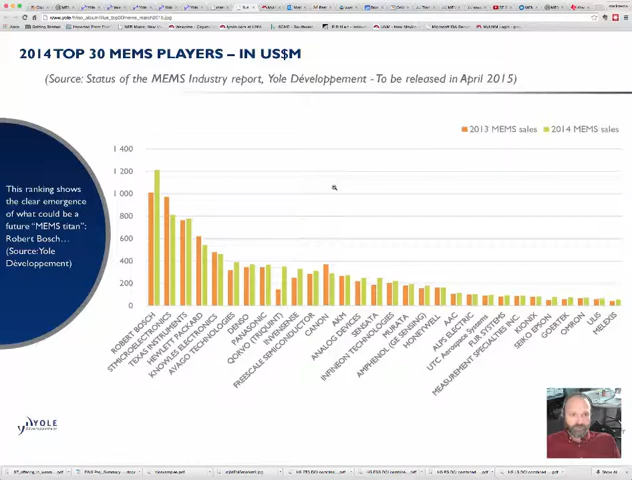 2014 TOP 30 MEMS PLAYERS – IN US$M
(Source: Status of the MEMS Industry report, Yole Développement - To be released in April 2015)
2013 MEMS sales
2014 MEMS sales
This ranking shows
the clear emergence
of what could be a
future "MEMS titan":
Robert Bosch…
(Source: Yole
Développement)
1 400
1 200
1 000
800
600
400
200
0
ROBERT BOSCH
STMICROELECTRONICS
TEXAS INSTRUMENTS
HEWLETT PACKARD
KNOWLES ELECTRONICS
AVAGO TECHNOLOGIES
DENSO
PANASONIC
QORVO (TRIQUINT)
INVENSENSE
FREESCALE SEMICONDUCTOR
CANON
AKM
ANALOG DEVICES
SENSATA
INFINEON TECHNOLOGIES
MURATA
AMPHENOL (GE SENSING)
HONEYWELL
AAC
ALPS ELECTRIC
UTC Aerospace Systems
FLIR SYSTEMS
MEASUREMENT SPECIALTIES INC.
KIONIX
SEIKO EPSON
GOERTEK
OMRON
ULIS
MELEXIS
YOLE
Développement
Show All